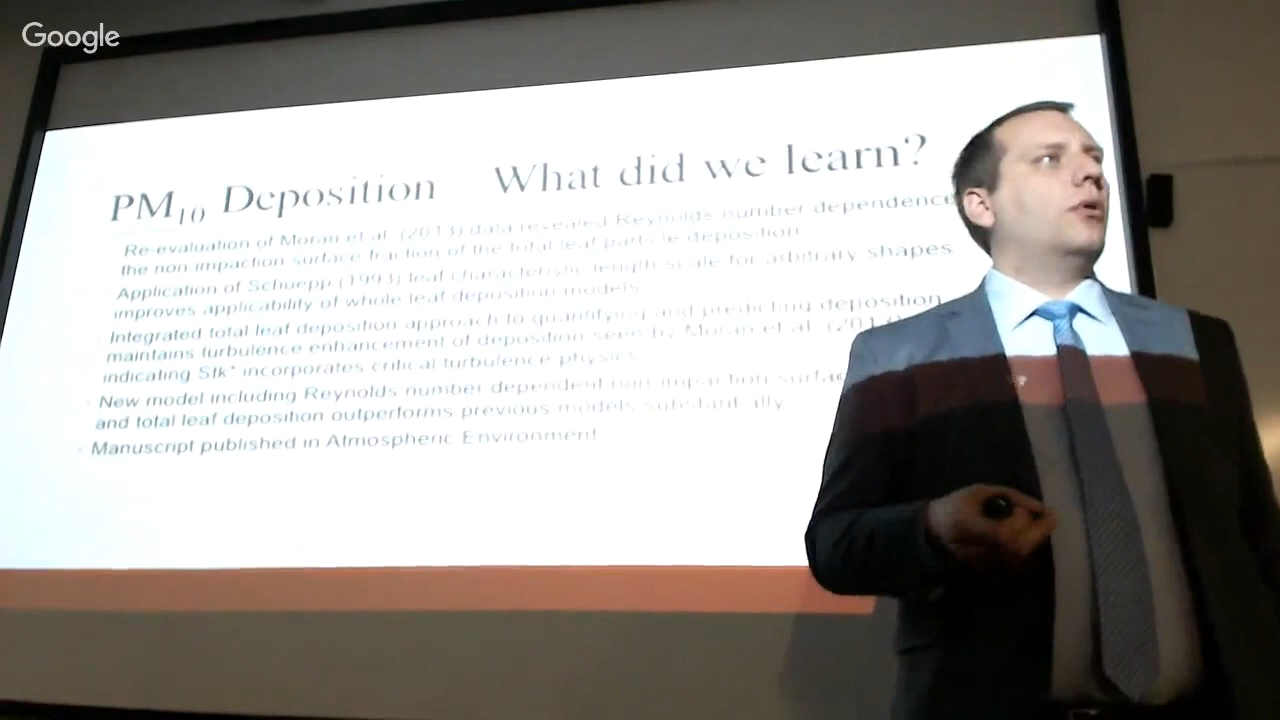 Google
PM10 Deposition What did we learn?
Re-evaluation of Moran et al. (2013) data revealed Reynolds number dependence
the non impaction surface fraction of the total leaf particle deposition
Application of Schuepp (1993) leaf characteristic length scale for arbitrary shapes
improves applicability of whole leaf deposition models
Integrated total leaf deposition approach to quantifying and predicting deposition
maintains turbulence enhancement of deposition seen by Moran et al. (2013)
indicating Stk* incorporates critical turbulence physics
New model including Reynolds number dependent non impaction
and total leaf deposition outperforms previous models substantially
Manuscript published in Atmospheric Environment